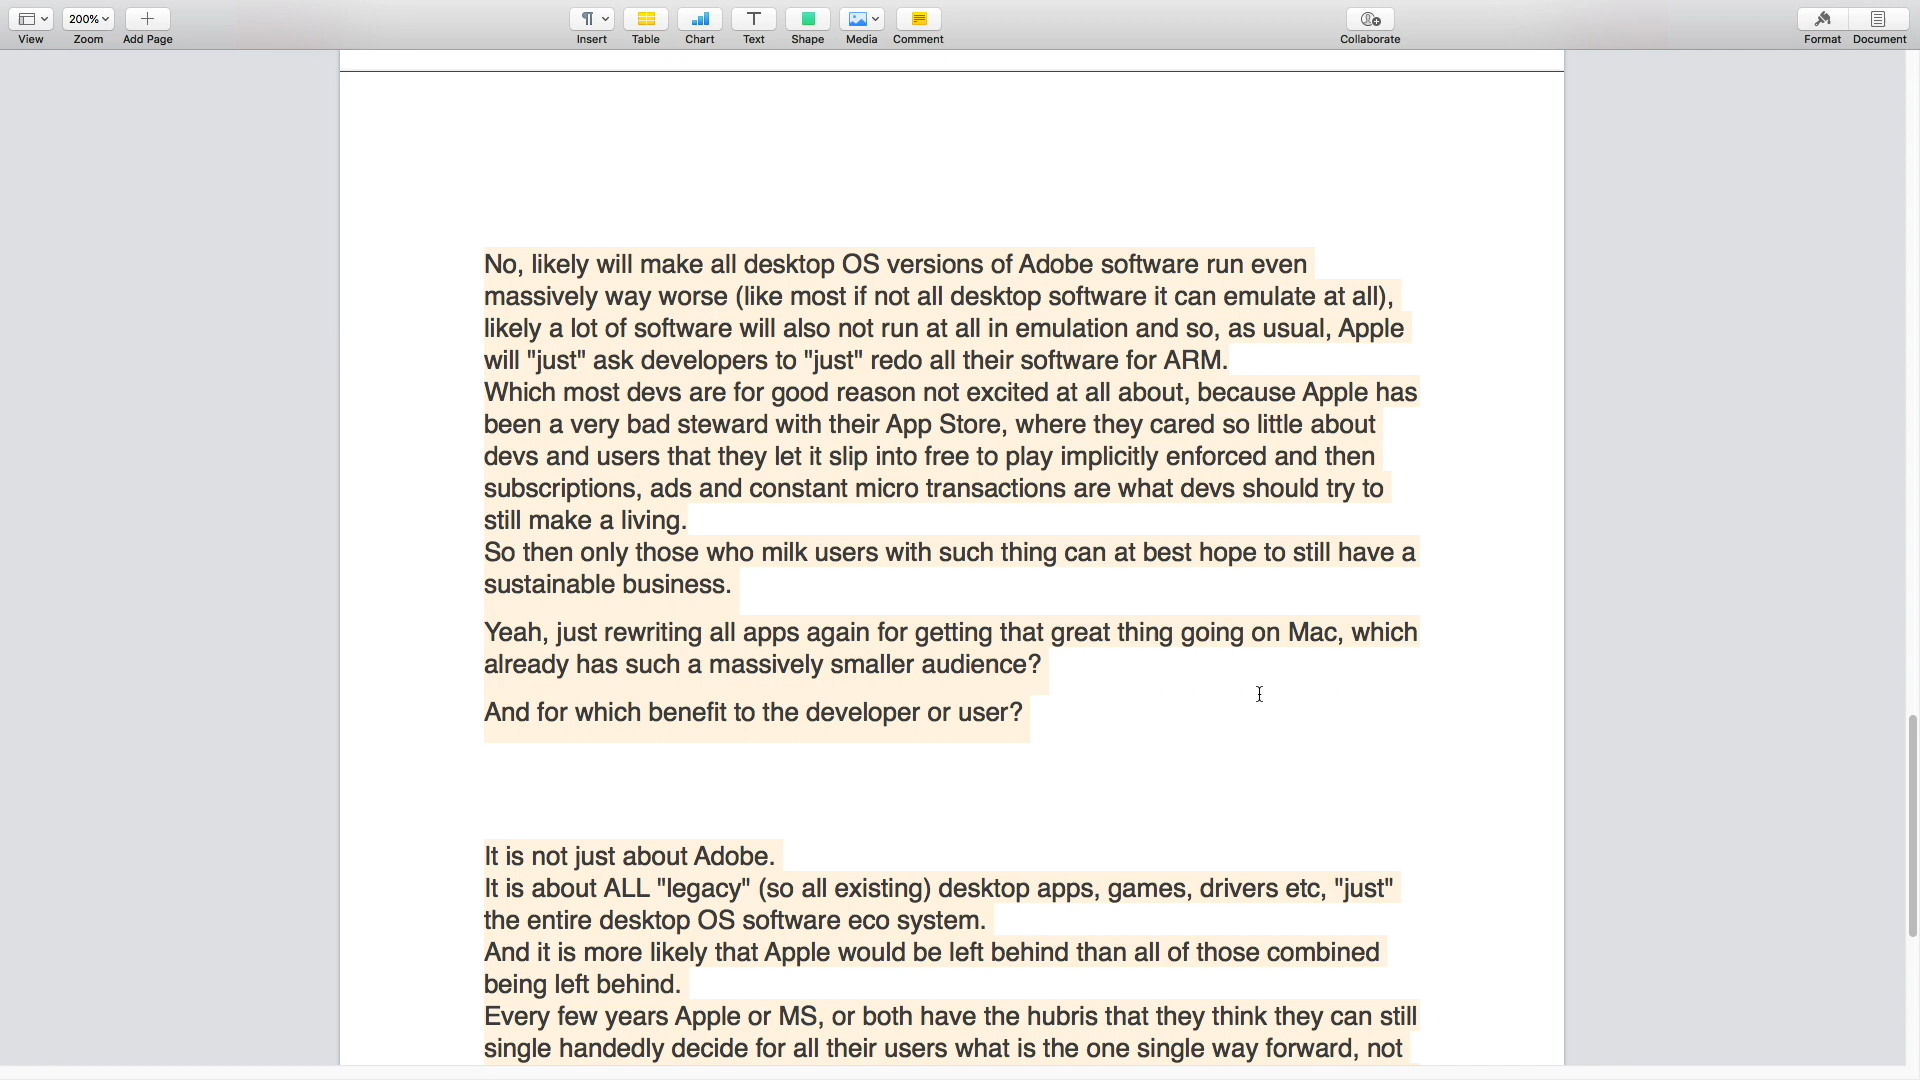 200%
View Zoom Add Page Insert Table Chart Text Shape Media Comment Collaborate Format Document
No, likely will make all desktop OS versions of Adobe software run even
massively way worse (like most if not all desktop software it can emulate at all),
likely a lot of software will also not run at all in emulation and so, as usual, Apple
will "just" ask developers to "just" redo all their software for ARM.
Which most devs are for good reason not excited at all about, because Apple has
been a very bad steward with their App Store, where they cared so little about
devs and users that they let it slip into free to play implicitly enforced and then
subscriptions, ads and constant micro transactions are what devs should try to
still make a living.
So then only those who milk users with such thing can at best hope to still have a
sustainable business.
Yeah, just rewriting all apps again for getting that great thing going on Mac, which
already has such a massively smaller audience?
And for which benefit to the developer or user?
It is not just about Adobe.
It is about ALL "legacy" (so all existing) desktop apps, games, drivers etc, "just"
the entire desktop OS software eco system.
And it is more likely that Apple would be left behind than all of those combined
being left behind.
Every few years Apple or MS, or both have the hubris that they think they can still
single handedly decide for all their users what is the one single way forward, not